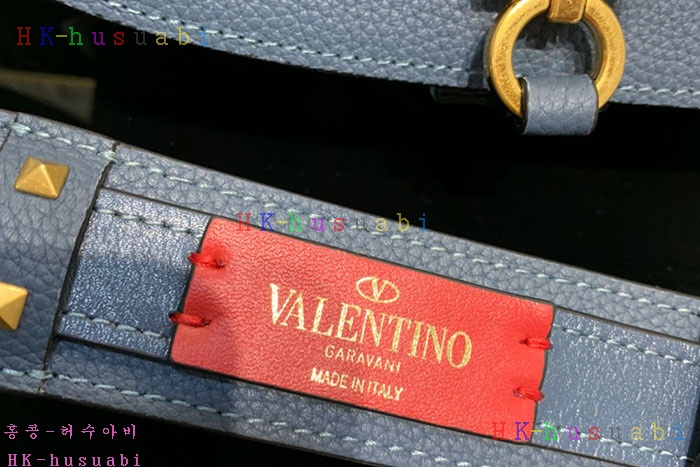 HK-husuabi
HK-husuabi
VALENTINO
GARAVANI
MADE IN ITALY
HK-husuabi
홍콩-허수아비
HK-husuabi